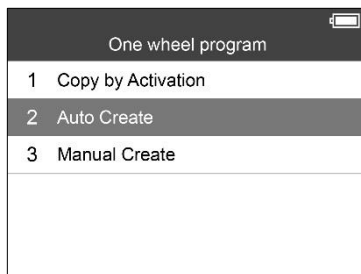 One wheel program
1 Copy by Activation
2 Auto Create
3 Manual Create